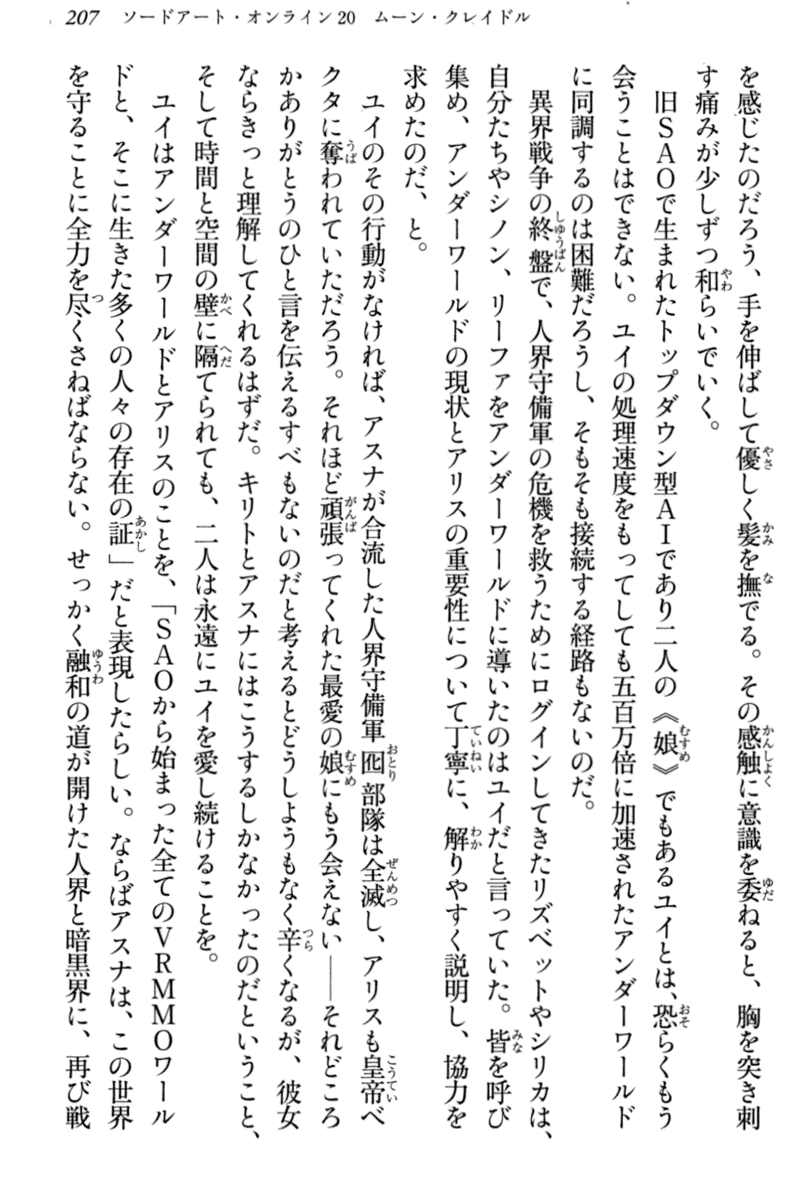 207　ソードアート・オンライン20　ムーン・クレイドル
を感じたのだろう、手を伸ばして優しく髪を撫でる。その感触に意識を委ねると、胸を突き刺
す痛みが少しずつ和らいでいく。
旧SAOで生まれたトップダウン型AIであり二人の《娘》でもあるユイとは、恐らくもう
会うことはできない。ユイの処理速度をもってしても五百万倍に加速されたアンダーワールド
に同調するのは困難だろうし、そもそも接続する経路もないのだ。
異界戦争の終盤で、人界守備軍の危機を救うためにログインしてきたリズベットやシリカは、
自分たちやシノン、リーファをアンダーワールドに導いたのはユイだと言っていた。皆を呼び
集め、アンダーワールドの現状とアリスの重要性について丁寧に、解りやすく説明し、協力を
求めたのだ、と。
ユイのその行動がなければ、アスナが合流した人界守備軍囮部隊は全滅し、アリスも皇帝ベ
クタに奪われていただろう。それほど頑張ってくれた最愛の娘にもう会えない――それどころ
かありがとうのひと言を伝えるすべもないのだと考えるとどうしようもなく辛くなるが、彼女
ならきっと理解してくれるはずだ。キリトとアスナにはこうするしかなかったのだということ、
そして時間と空間の壁に隔てられても、二人は永遠にユイを愛し続けることを。
ユイはアンダーワールドとアリスのことを、「SAOから始まった全てのVRMMOワール
ドと、そこに生きた多くの人々の存在の証」だと表現したらしい。ならばアスナは、この世界
を守ることに全力を尽くさねばならない。せっかく融和の道が開けた人界と暗黒界に、再び戦